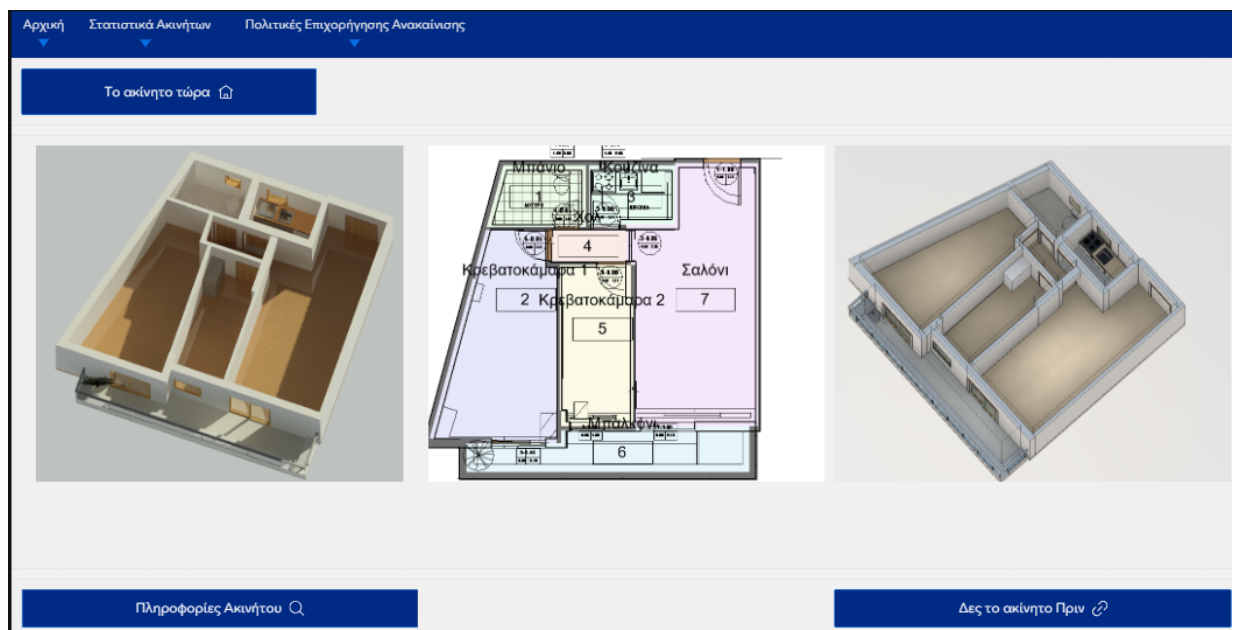 Αρχική Στατιστικά Ακινήτων Πολιτικές Επιχορήγησης Ανακαίνισης
Το ακίνητο τώρα
Μπάνιο Κουζίνα
1 3
Χολ
4
Κρεβατοκάμαρα 1 Σαλόνι
2 Κρεβατοκάμαρα 2 7
5
Μπαλκόνι
6
Πληροφορίες Ακινήτου Δες το ακίνητο Πριν